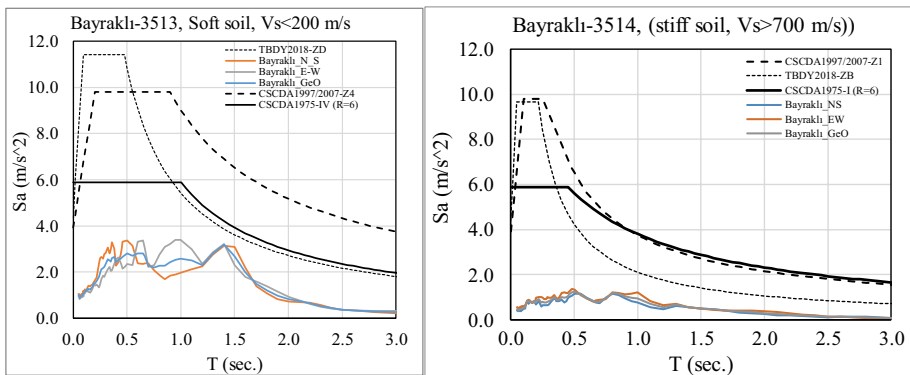 Bayraklı-3513, Soft soil, Vs<200 m/s
12.0
10.0
8.0
6.0
4.0
2.0
0.0
Sa (m/s^2)
TBDY2018-ZD
Bayraklı_N_S
Bayraklı_E-W
Bayraklı_GeO
CSCDA1997/2007-Z4
CSCDA1975-IV (R=6)
0.0 0.5 1.0 1.5 2.0 2.5 3.0
T (sec.)
Bayraklı-3514, (stiff soil, Vs>700 m/s))
12.0
10.0
8.0
6.0
4.0
2.0
0.0
Sa (m/s^2)
CSCDA1997/2007-Z1
TBDY2018-ZB
CSCDA1975-I (R=6)
Bayraklı_NS
Bayraklı_EW
Bayraklı_GeO
0.0 0.5 1.0 1.5 2.0 2.5 3.0
T (sec.)